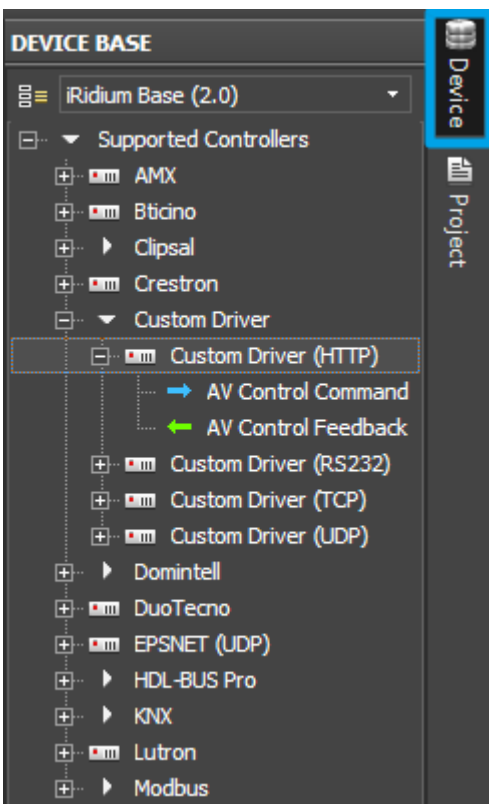 DEVICE BASE
iRidium Base (2.0)
Supported Controllers
AMX
Bticino
Clipsal
Crestron
Custom Driver
Custom Driver (HTTP)
AV Control Command
AV Control Feedback
Custom Driver (RS232)
Custom Driver (TCP)
Custom Driver (UDP)
Domintell
DuoTecno
EPSNET (UDP)
HDL-BUS Pro
KNX
Lutron
Modbus
Device
Project